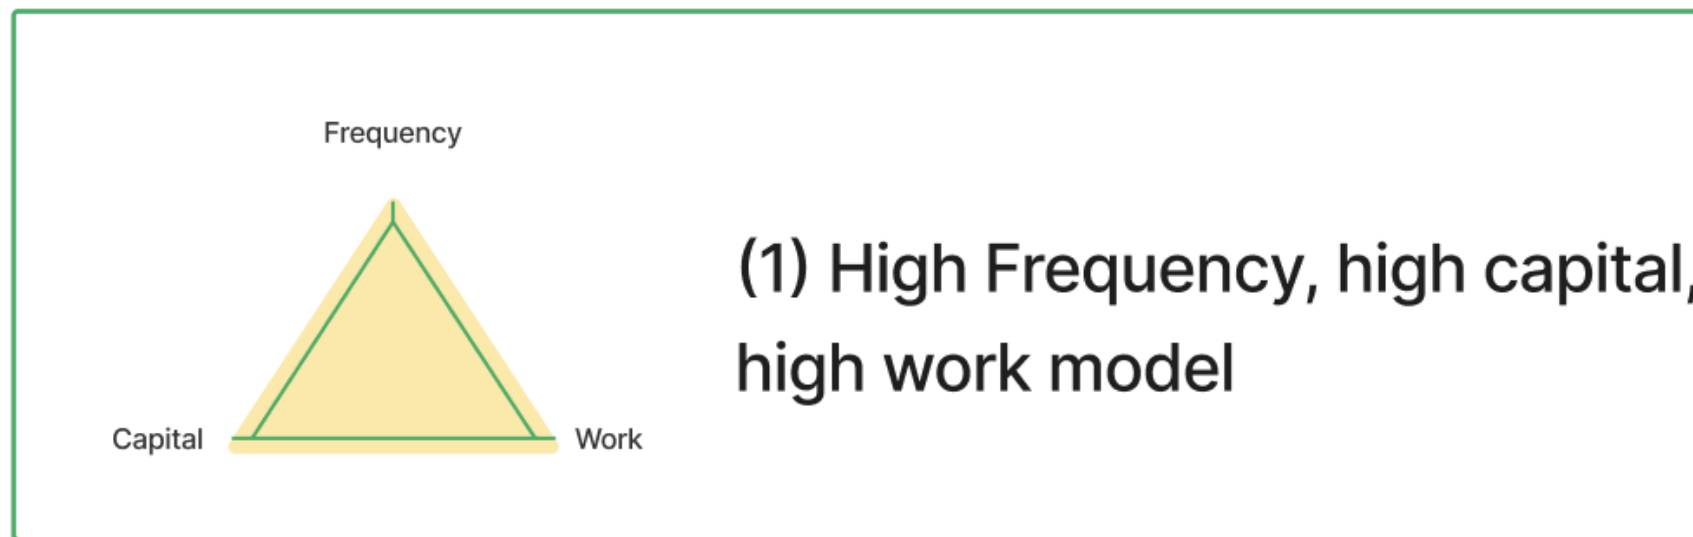 Frequency
(1) High Frequency, high capital,
high work model
Capital
Work